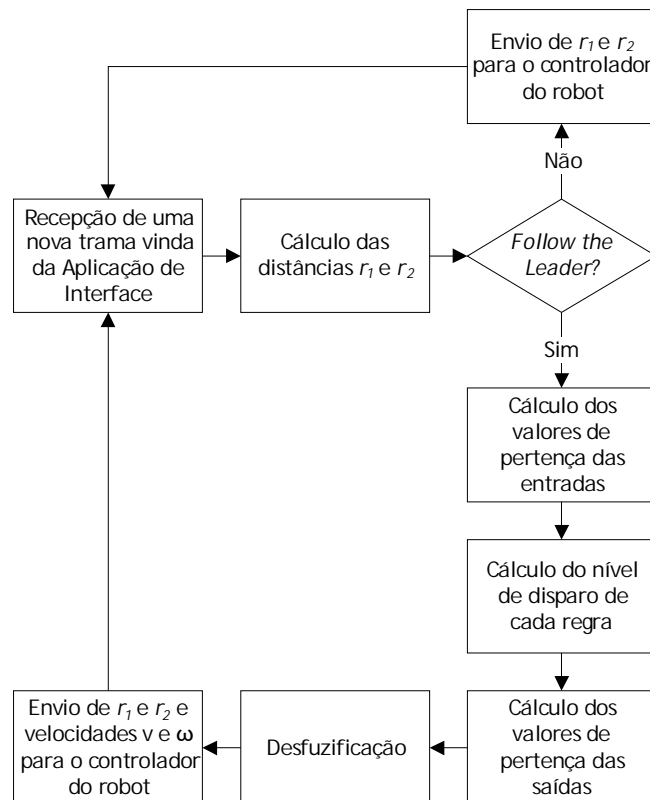 Envio de r1 e r2
para o controlador
do robot
Não
Recepção de uma
nova trama vinda
da Aplicação de
Interface
Cálculo das
distâncias r1 e r2
Follow the
Leader?
Sim
Cálculo dos
valores de
pertença das
entradas
Cálculo do nível
de disparo de
cada regra
Cálculo dos
valores de
pertença das
saídas
Desfuzificação
Envio de r1 e r2 e
velocidades v e ω
para o controlador
do robot